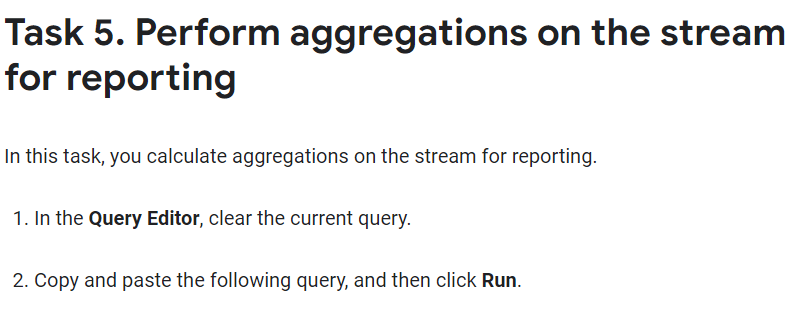 Task 5. Perform aggregations on the stream
for reporting
In this task, you calculate aggregations on the stream for reporting.
1. In the Query Editor, clear the current query.
2. Copy and paste the following query, and then click Run.